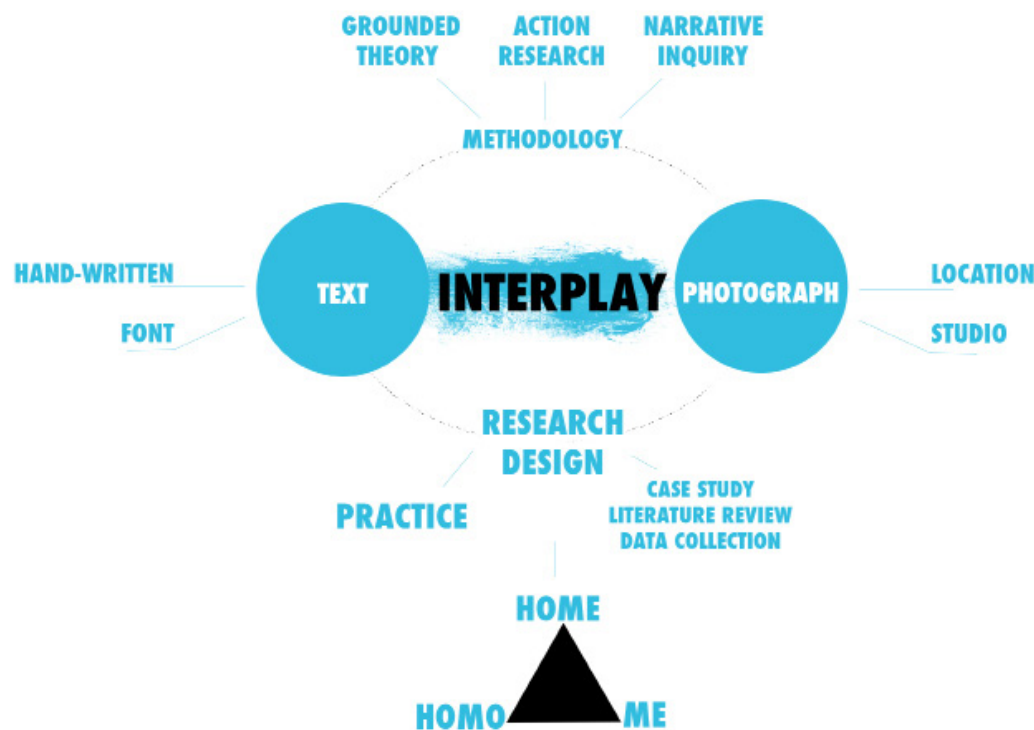 GROUNDED
THEORY
ACTION
RESEARCH
NARRATIVE
INQUIRY
METHODOLOGY
HAND-WRITTEN
FONT
TEXT
INTERPLAY
PHOTOGRAPH
LOCATION
STUDIO
RESEARCH
DESIGN
PRACTICE
CASE STUDY
LITERATURE REVIEW
DATA COLLECTION
HOME
HOMO
ME